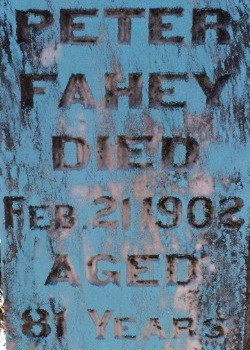 PETER
FAHEY
DIED
FEB. 21 1902
AGED
81 YEARS